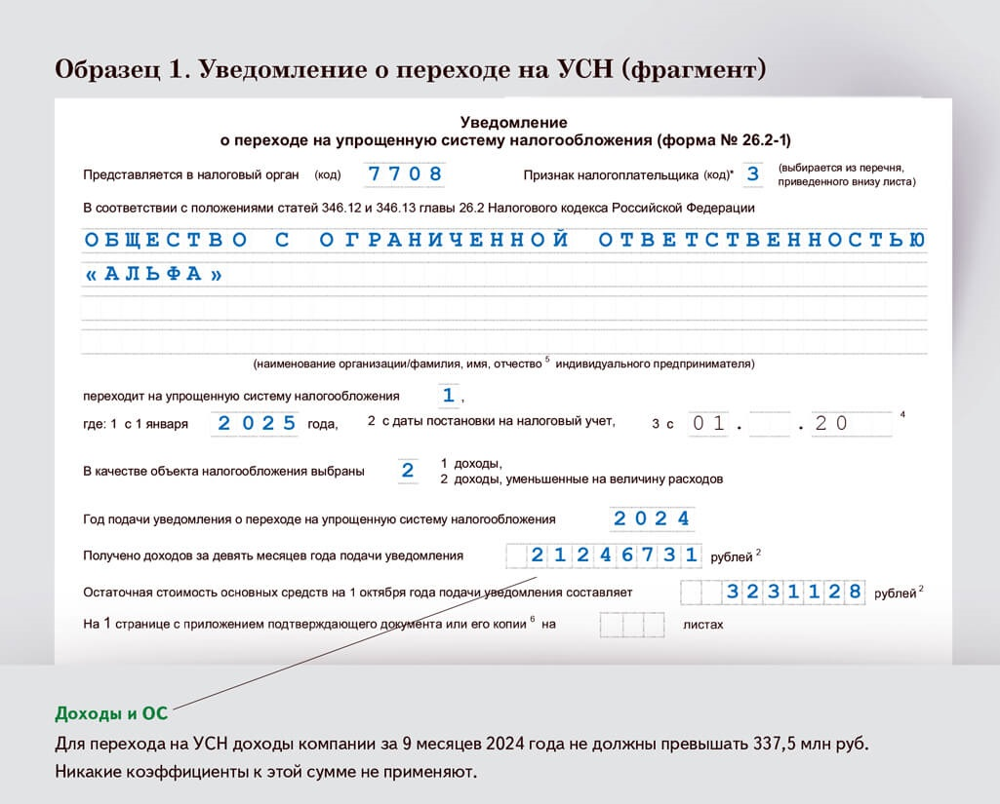 Образец 1. Уведомление о переходе на УСН (фрагмент)
Уведомление
о переходе на упрощенную систему налогообложения (форма № 26.2-1)
Представляется в налоговый орган (код) 7708 Признак налогоплательщика (код)* 3 (выбирается из перечня, приведенного внизу листа)
В соответствии с положениями статей 346.12 и 346.13 главы 26.2 Налогового кодекса Российской Федерации
ОБЩЕСТВО С ОГРАНИЧЕННОЙ ОТВЕТСТВЕННОСТЬЮ
«АЛЬФА»
(наименование организации/фамилия, имя, отчество 5 индивидуального предпринимателя)
переходит на упрощенную систему налогообложения 1,
где: 1 с 1 января 2025 года, 2 с даты постановки на налоговый учет, 3 с 01. .20 4
В качестве объекта налогообложения выбраны 2 1 доходы,
2 доходы, уменьшенные на величину расходов
Год подачи уведомления о переходе на упрощенную систему налогообложения 2024
Получено доходов за девять месяцев года подачи уведомления 21246731 рублей 2
Остаточная стоимость основных средств на 1 октября года подачи уведомления составляет 3231128 рублей 2
На 1 странице с приложением подтверждающего документа или его копии 6 на листах
Доходы и ОС
Для перехода на УСН доходы компании за 9 месяцев 2024 года не должны превышать 337,5 млн руб.
Никакие коэффициенты к этой сумме не применяют.